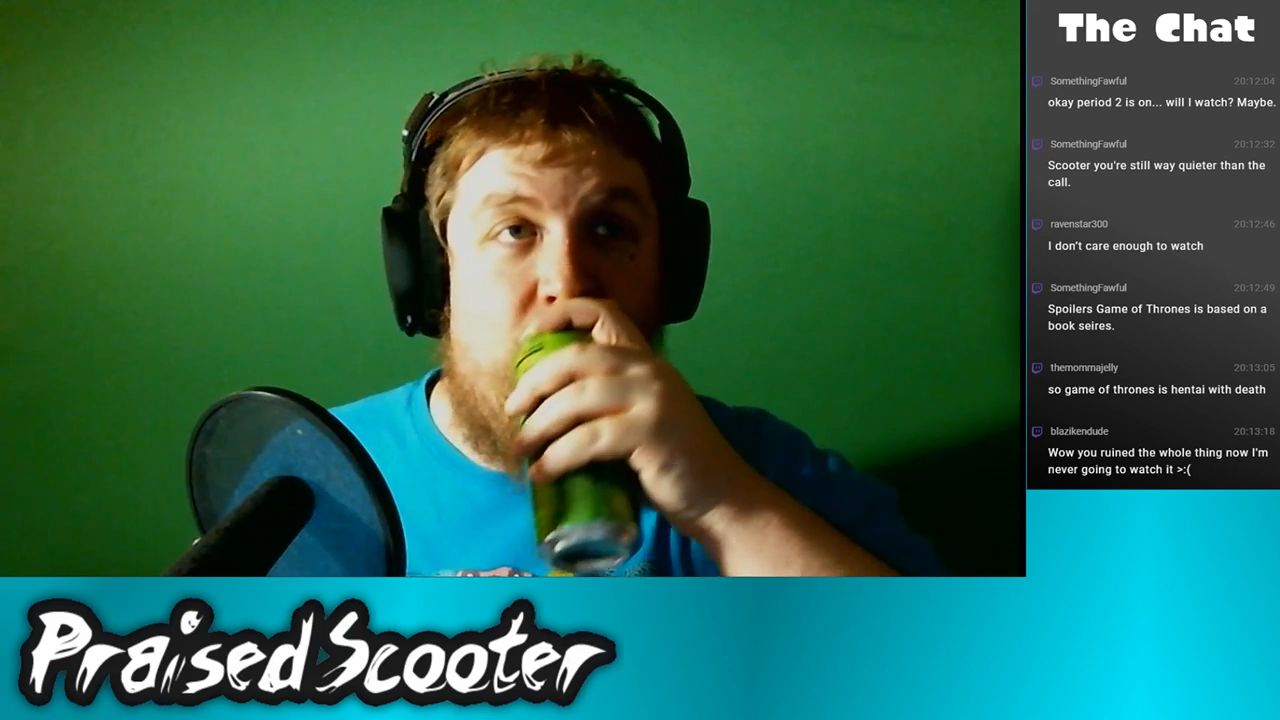 The Chat
SomethingFawful 20:12:04
okay period 2 is on... will I watch? Maybe.
SomethingFawful 20:12:32
Scooter you're still way quieter than the
call.
ravenstar300 20:12:46
I don't care enough to watch
SomethingFawful 20:12:49
Spoilers Game of Thrones is based on a
book seires.
themommajelly 20:13:05
so game of thrones is hentai with death
blazikendude 20:13:18
Wow you ruined the whole thing now I'm
never going to watch it >:(
PraisedScooter